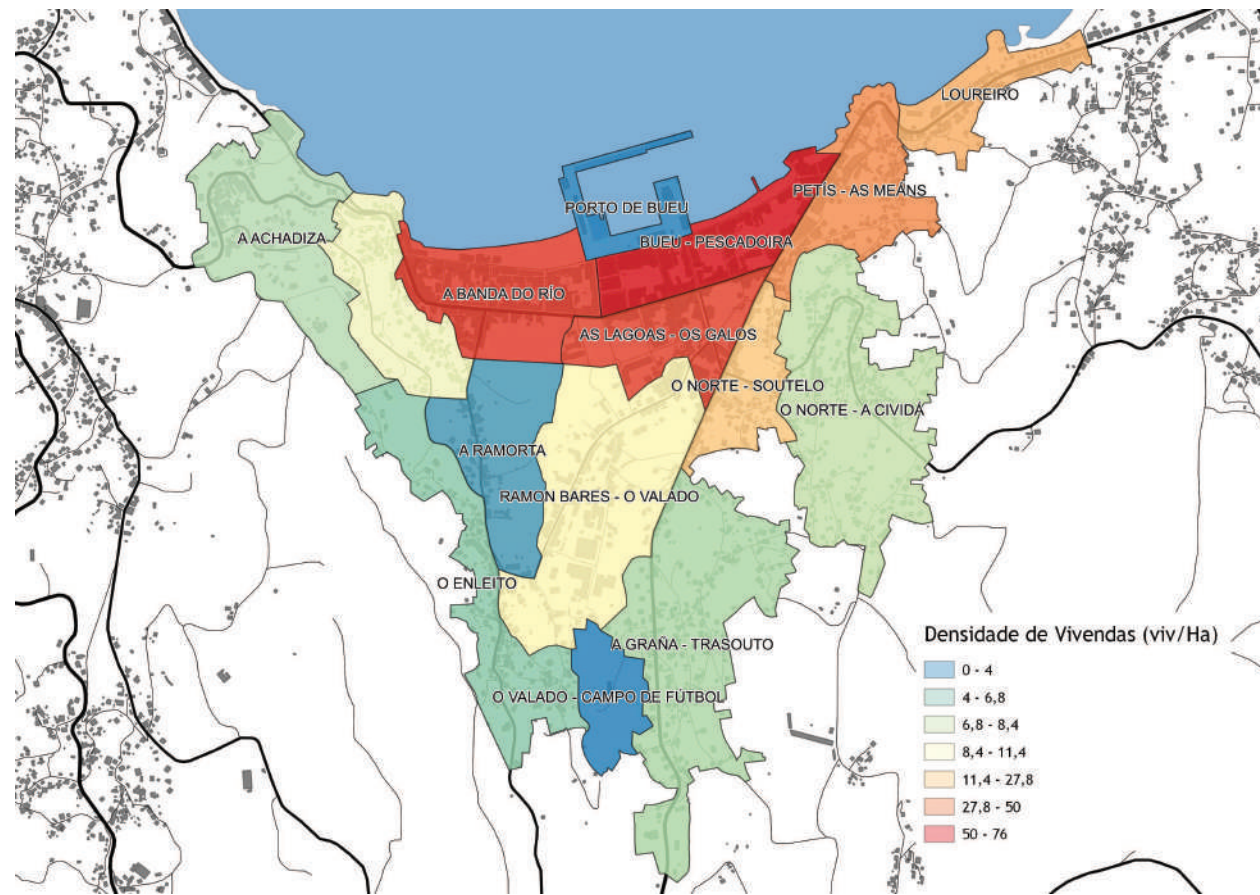 LOUREIRO
PETÍS - AS MEANS
PORTO DE BUEU
A ACHADIZA
BUEU - PESCADOIRA
A BANDA DO RÍO
AS LAGOAS - OS GALOS
O NORTE - SOUTELO
O NORTE - A CIVIDÁ
A RAMORTA
RAMON BARES - O VALADO
O ENLEITO
A GRAÑA - TRASOUTO
O VALADO - CAMPO DE FÚTBOL
Densidade de Vivendas (viv/Ha)
0 - 4
4 - 6,8
6,8 - 8,4
8,4 - 11,4
11,4 - 27,8
27,8 - 50
50 - 76